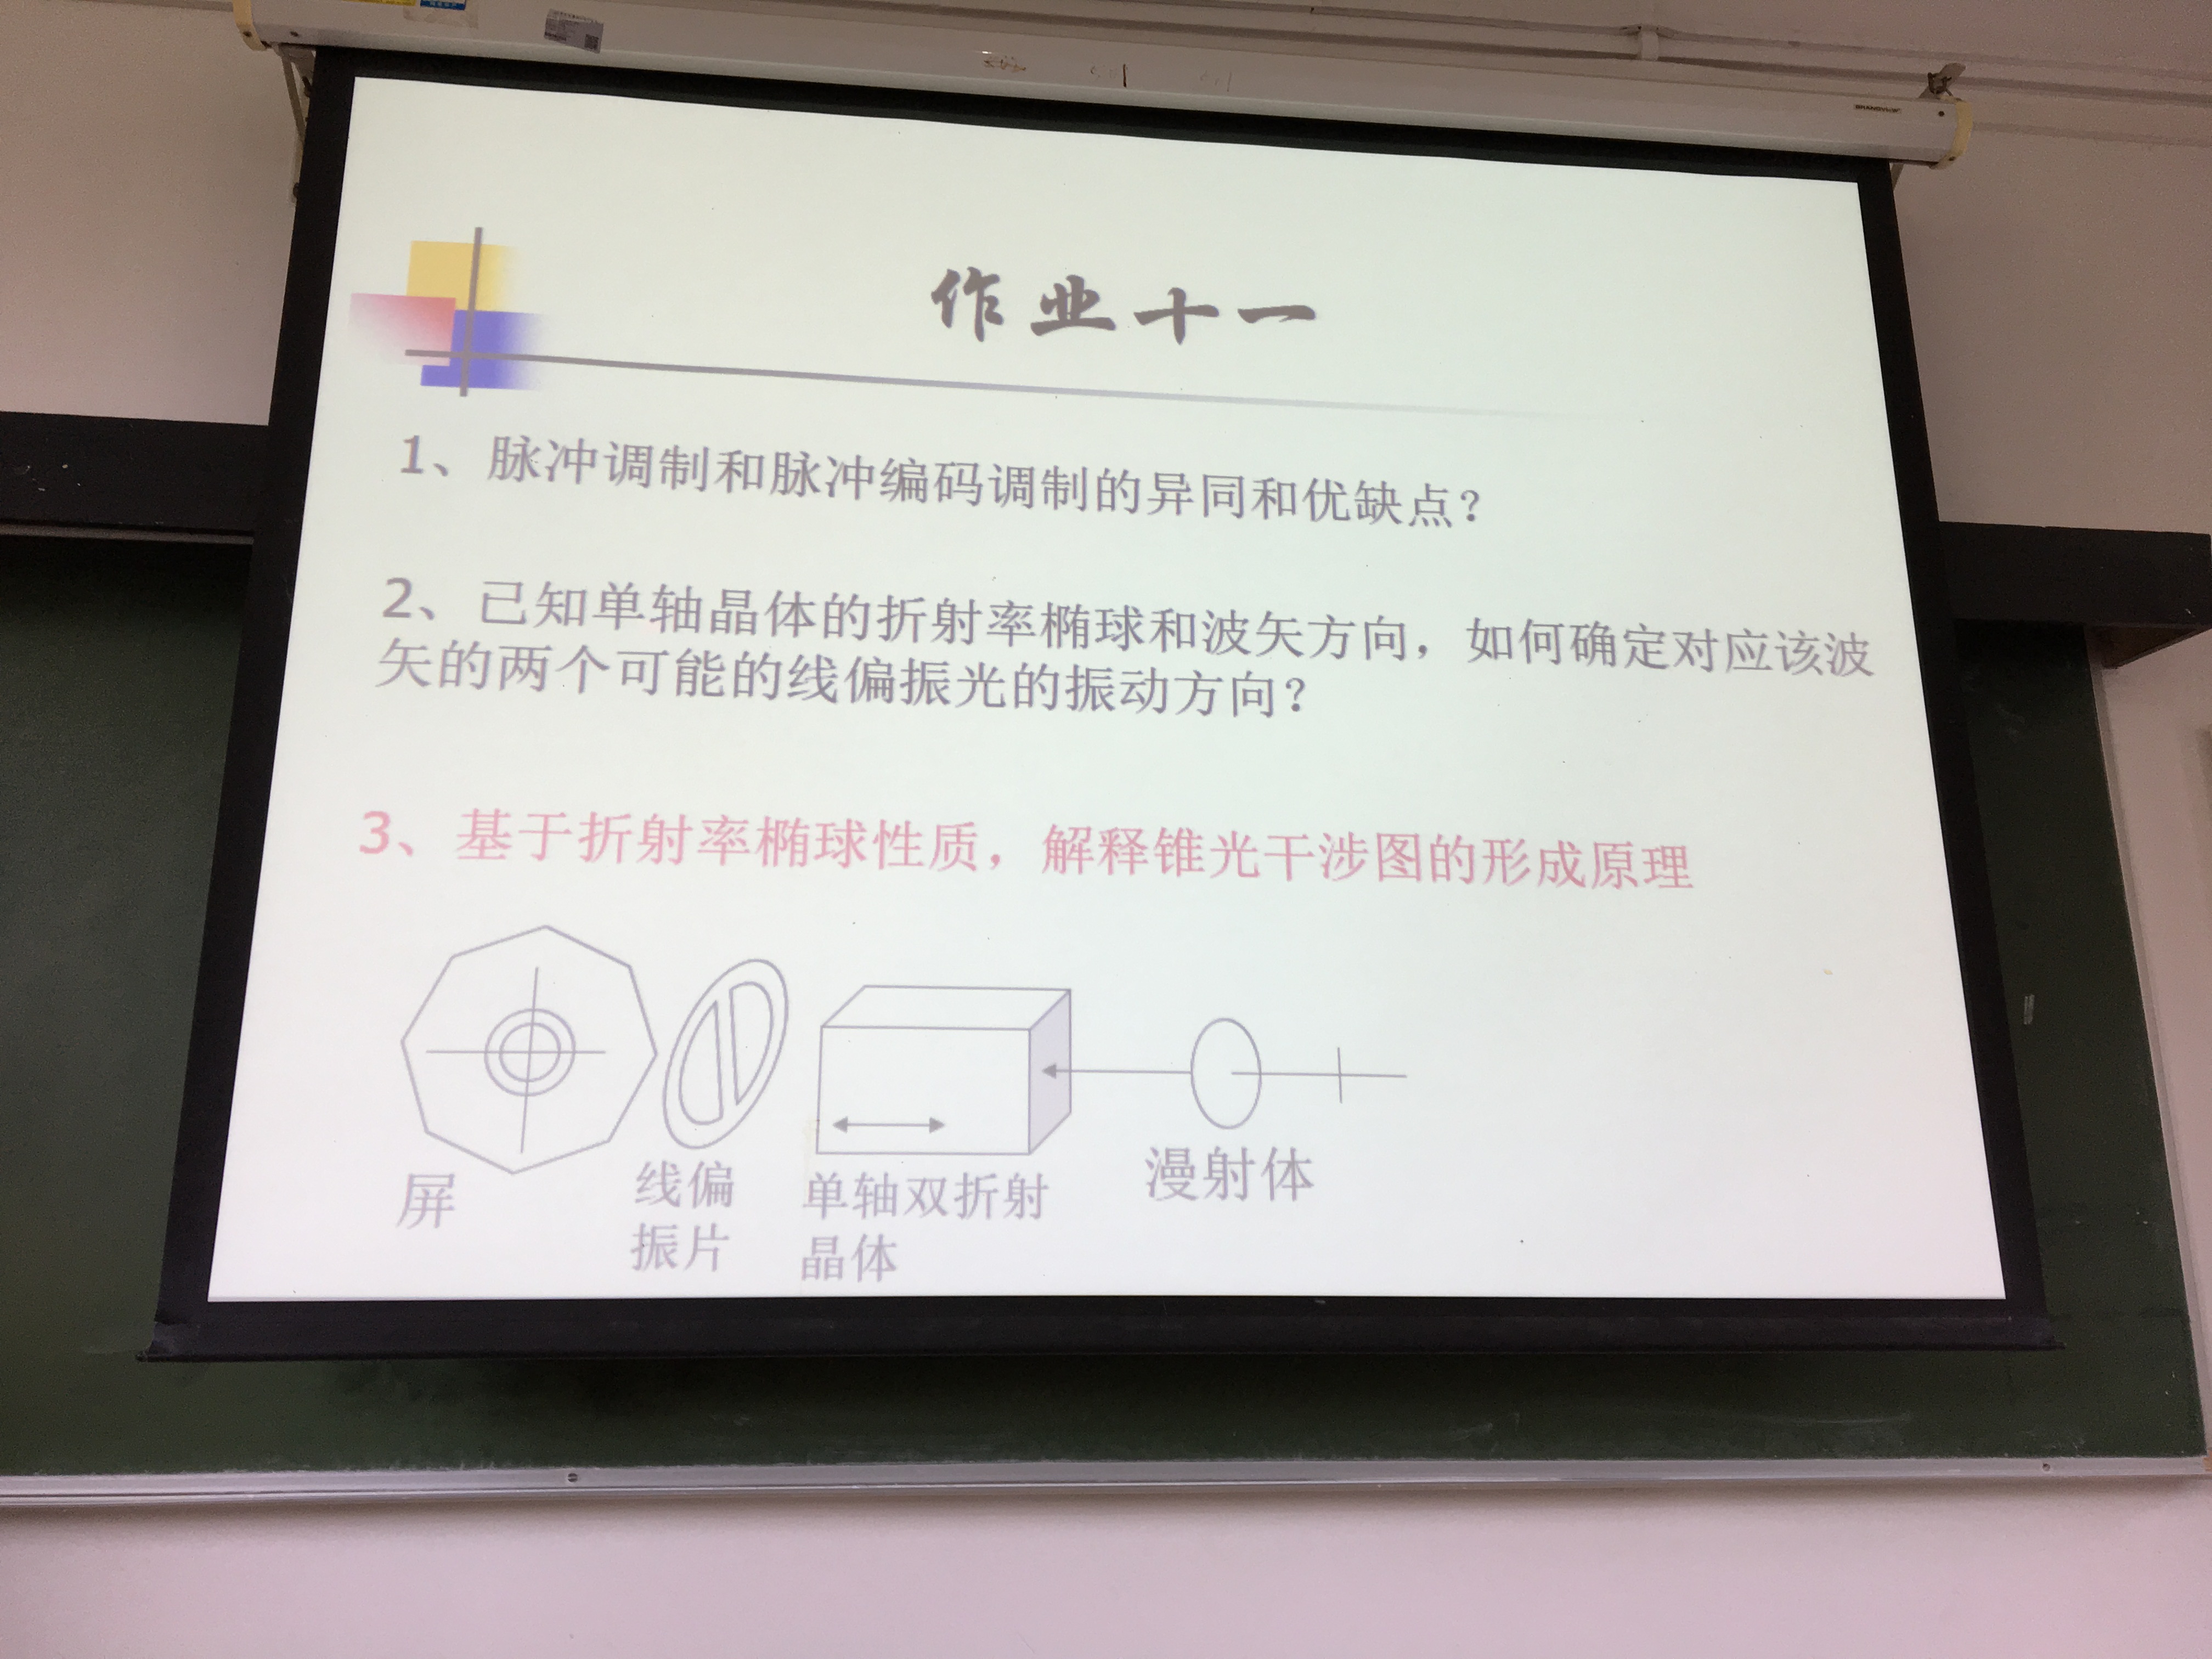 作业十一
1、脉冲调制和脉冲编码调制的异同和优缺点？
2、已知单轴晶体的折射率椭球和波矢方向，如何确定对应该波
矢的两个可能的线偏振光的振动方向？
3、基于折射率椭球性质，解释锥光干涉图的形成原理
屏
线偏
振片
单轴双折射
晶体
漫射体